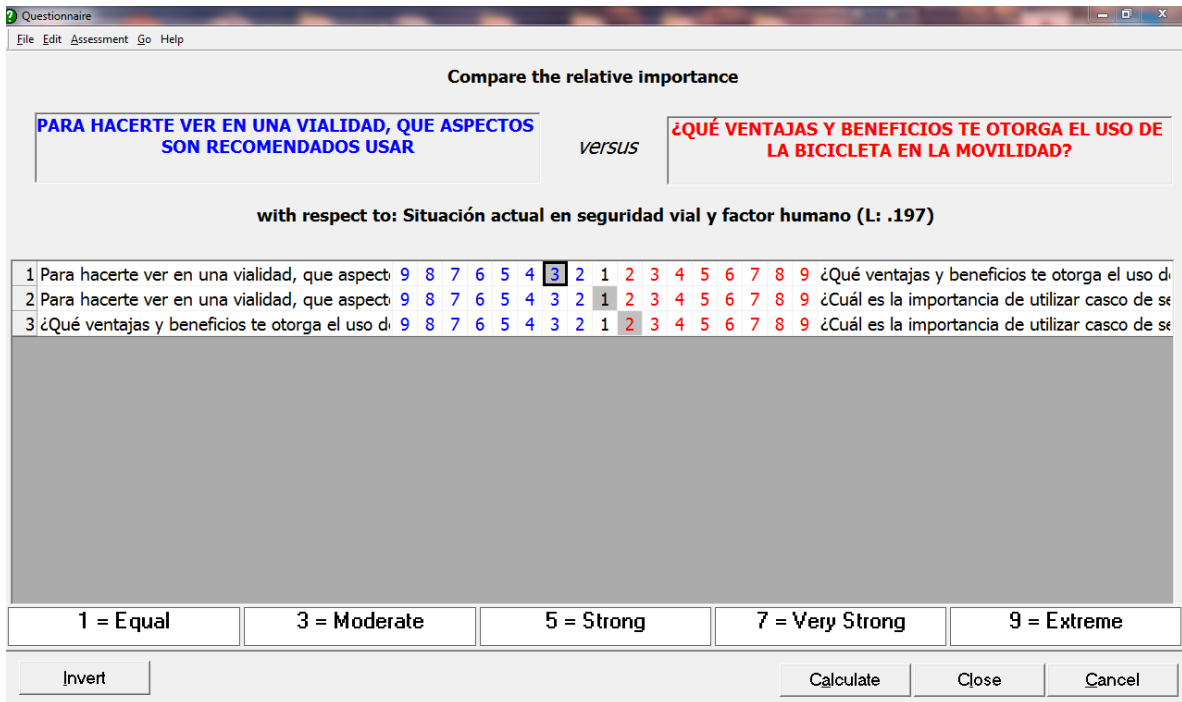 Questionnaire
File Edit Assessment Go Help
Compare the relative importance
PARA HACERTE VER EN UNA VIALIDAD, QUE ASPECTOS
SON RECOMENDADOS USAR
versus
¿QUÉ VENTAJAS Y BENEFICIOS TE OTORGA EL USO DE
LA BICICLETA EN LA MOVILIDAD?
with respect to: Situación actual en seguridad vial y factor humano (L: .197)
1 Para hacerte ver en una vialidad, que aspect 9 8 7 6 5 4 3 2 1 2 3 4 5 6 7 8 9 ¿Qué ventajas y beneficios te otorga el uso d
2 Para hacerte ver en una vialidad, que aspect 9 8 7 6 5 4 3 2 1 2 3 4 5 6 7 8 9 ¿Cuál es la importancia de utilizar casco de se
3 ¿Qué ventajas y beneficios te otorga el uso d 9 8 7 6 5 4 3 2 1 2 3 4 5 6 7 8 9 ¿Cuál es la importancia de utilizar casco de se
1 = Equal 3 = Moderate 5 = Strong 7 = Very Strong 9 = Extreme
Invert Calculate Close Cancel